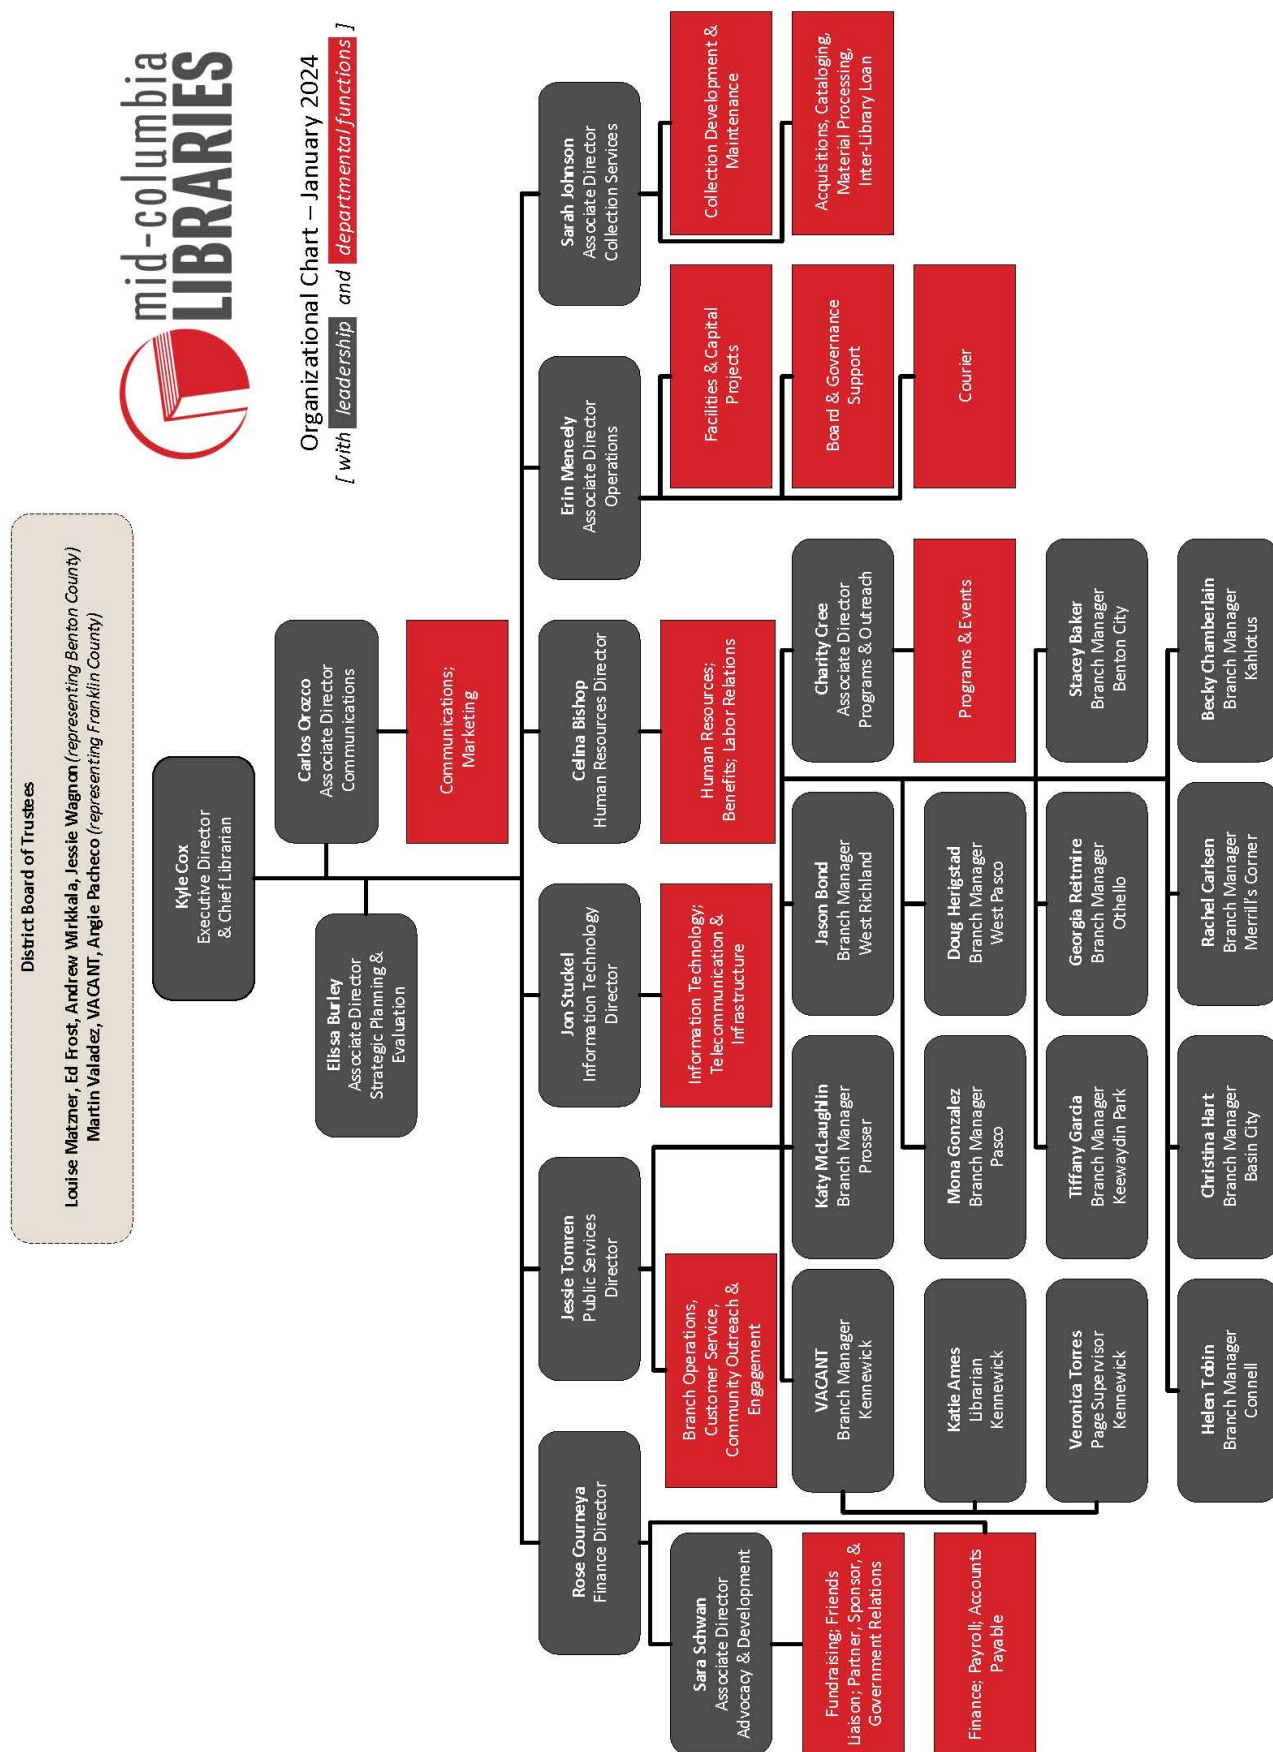 District Board of Trustees
Louise Matzner, Ed Frost, Andrew Wirkkala, Jessie Wagnon (representing Benton County)
Martin Valadez, VACANT, Angie Pacheco (representing Franklin County)
mid-columbia
LIBRARIES
Organizational Chart – January 2024
[ with leadership and departmental functions ]
Kyle Cox
Executive Director
& Chief Librarian
Carlos Orozco
Associate Director
Communications
Communications;
Marketing
Elissa Burley
Associate Director
Strategic Planning &
Evaluation
Rose Courneya
Finance Director
Sara Schwan
Associate Director
Advocacy & Development
Fundraising; Friends
Liaison; Partner, Sponsor, &
Government Relations
Finance; Payroll; Accounts
Payable
Jessie Tomren
Public Services
Director
Branch Operations,
Customer Service,
Community Outreach &
Engagement
Jon Stuckel
Information Technology
Director
Information Technology;
Telecommunication &
Infrastructure
Celina Bishop
Human Resources Director
Human Resources;
Benefits; Labor Relations
Erin Meneely
Associate Director
Operations
Facilities & Capital
Projects
Board & Governance
Support
Courier
Sarah Johnson
Associate Director
Collection Services
Collection Development &
Maintenance
Acquisitions, Cataloging,
Material Processing,
Inter-Library Loan
VACANT
Branch Manager
Kennewick
Katy McLaughlin
Branch Manager
Prosser
Jason Bond
Branch Manager
West Richland
Charity Cree
Associate Director
Programs & Outreach
Programs & Events
Katie Ames
Librarian
Kennewick
Mona Gonzalez
Branch Manager
Pasco
Doug Herigstad
Branch Manager
West Pasco
Veronica Torres
Page Supervisor
Kennewick
Tiffany Garda
Branch Manager
Keewaydin Park
Georgia Reitmire
Branch Manager
Othello
Stacey Baker
Branch Manager
Benton City
Helen Tobin
Branch Manager
Connell
Christina Hart
Branch Manager
Basin City
Rachel Carlsen
Branch Manager
Merrill's Corner
Becky Chamberlain
Branch Manager
Kahlotus